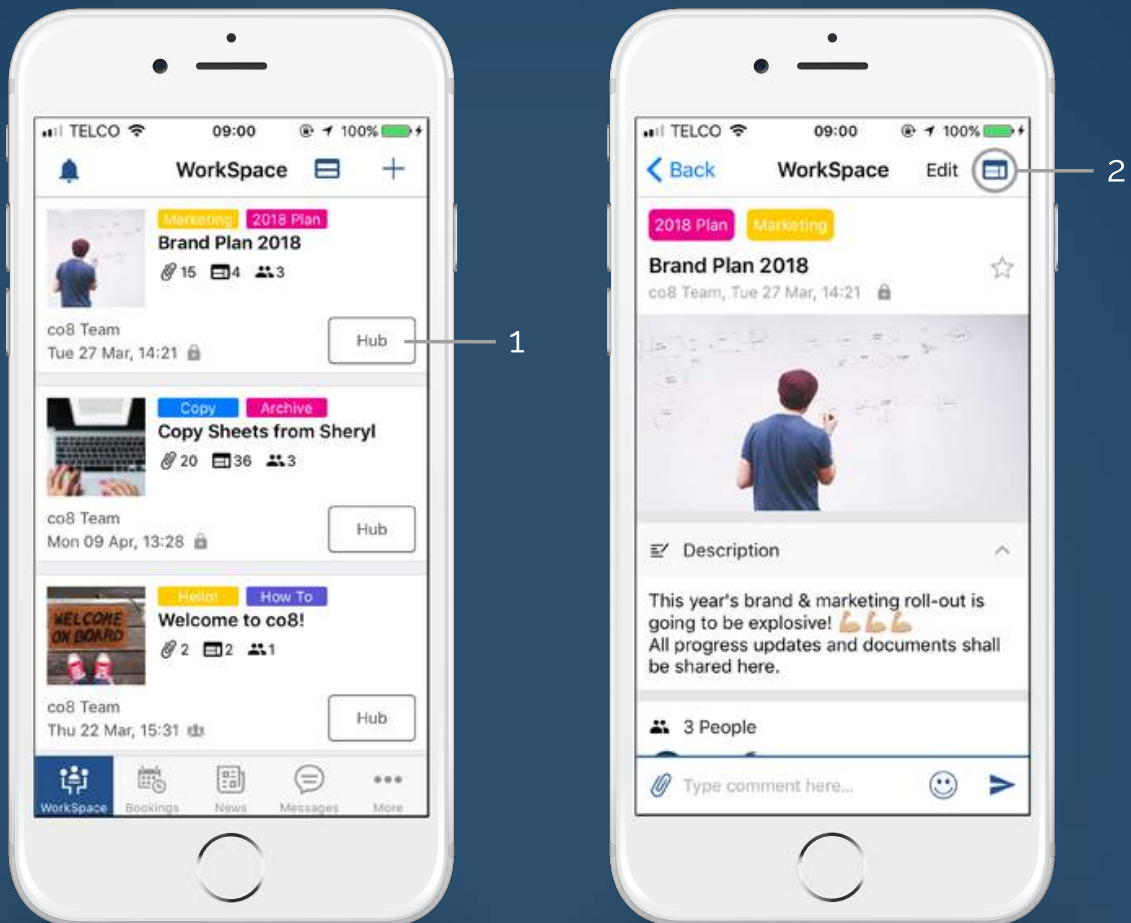 TELCO 09:00 100%
WorkSpace
Marketing 2018 Plan
Brand Plan 2018
15 4 3
co8 Team
Tue 27 Mar, 14:21
Hub
1
Copy Archive
Copy Sheets from Sheryl
20 36 3
co8 Team
Mon 09 Apr, 13:28
Hub
WELCOME
ON BOARD
Hello! How To
Welcome to co8!
2 2 1
co8 Team
Thu 22 Mar, 15:31
Hub
WorkSpace Bookings News Messages More
TELCO 09:00 100%
Back WorkSpace Edit
2
2018 Plan Marketing
Brand Plan 2018
co8 Team, Tue 27 Mar, 14:21
Description
This year's brand & marketing roll-out is
going to be explosive! 💪🏼💪🏼💪🏼
All progress updates and documents shall
be shared here.
3 People
Type comment here...